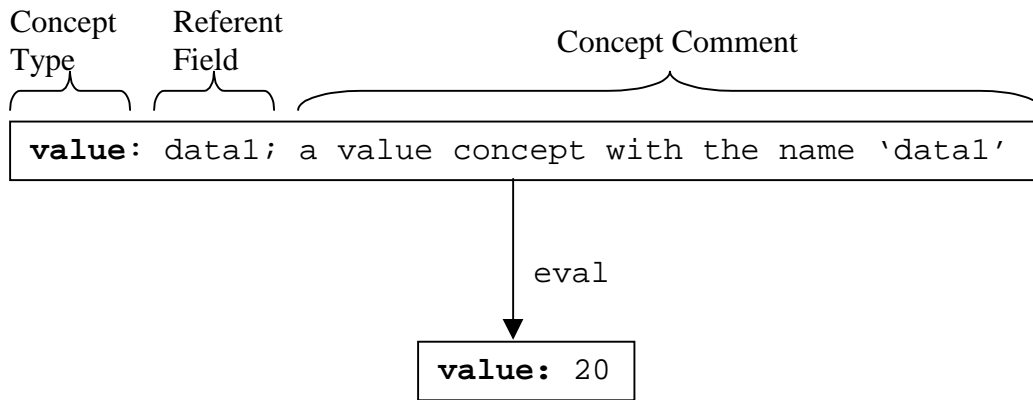 Concept
Type
Referent
Field
Concept Comment
value: data1; a value concept with the name ‘data1’
eval
value: 20